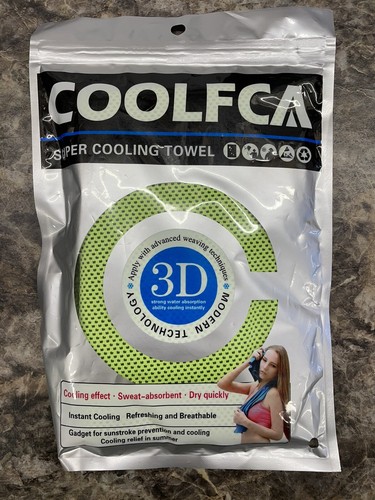 COOLFCA
SUPER COOLING TOWEL
Apply with advanced weaving techniques
3D
strong water absorption
ability cooling instantly
MODERN TECHNOLOGY
Cooling effect · Sweat-absorbent · Dry quickly
Instant Cooling Refreshing and Breathable
Gadget for sunstroke prevention and cooling
Cooling relief in summer